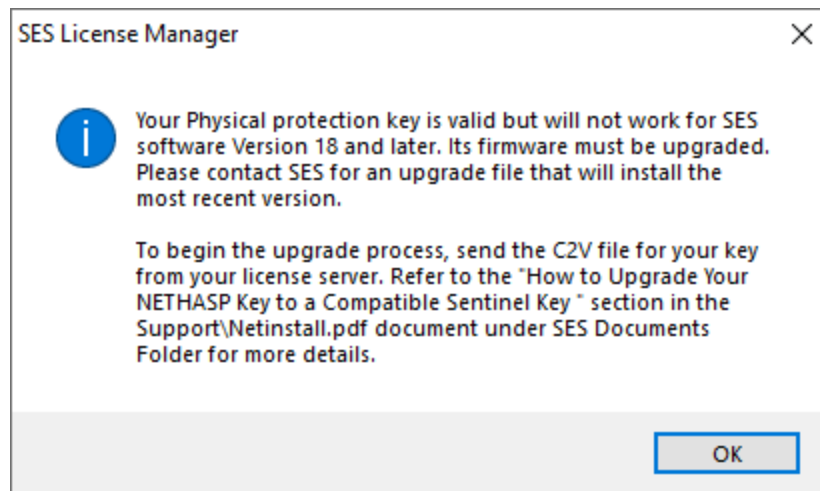 SES License Manager
Your Physical protection key is valid but will not work for SES
software Version 18 and later. Its firmware must be upgraded.
Please contact SES for an upgrade file that will install the
most recent version.
To begin the upgrade process, send the C2V file for your key
from your license server. Refer to the "How to Upgrade Your
NETHASP Key to a Compatible Sentinel Key " section in the
Support\Netinstall.pdf document under SES Documents
Folder for more details.
OK